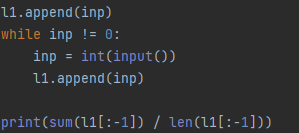 l1.append(inp)
while inp != 0:
    inp = int(input())
    l1.append(inp)

print(sum(l1[:-1]) / len(l1[:-1]))